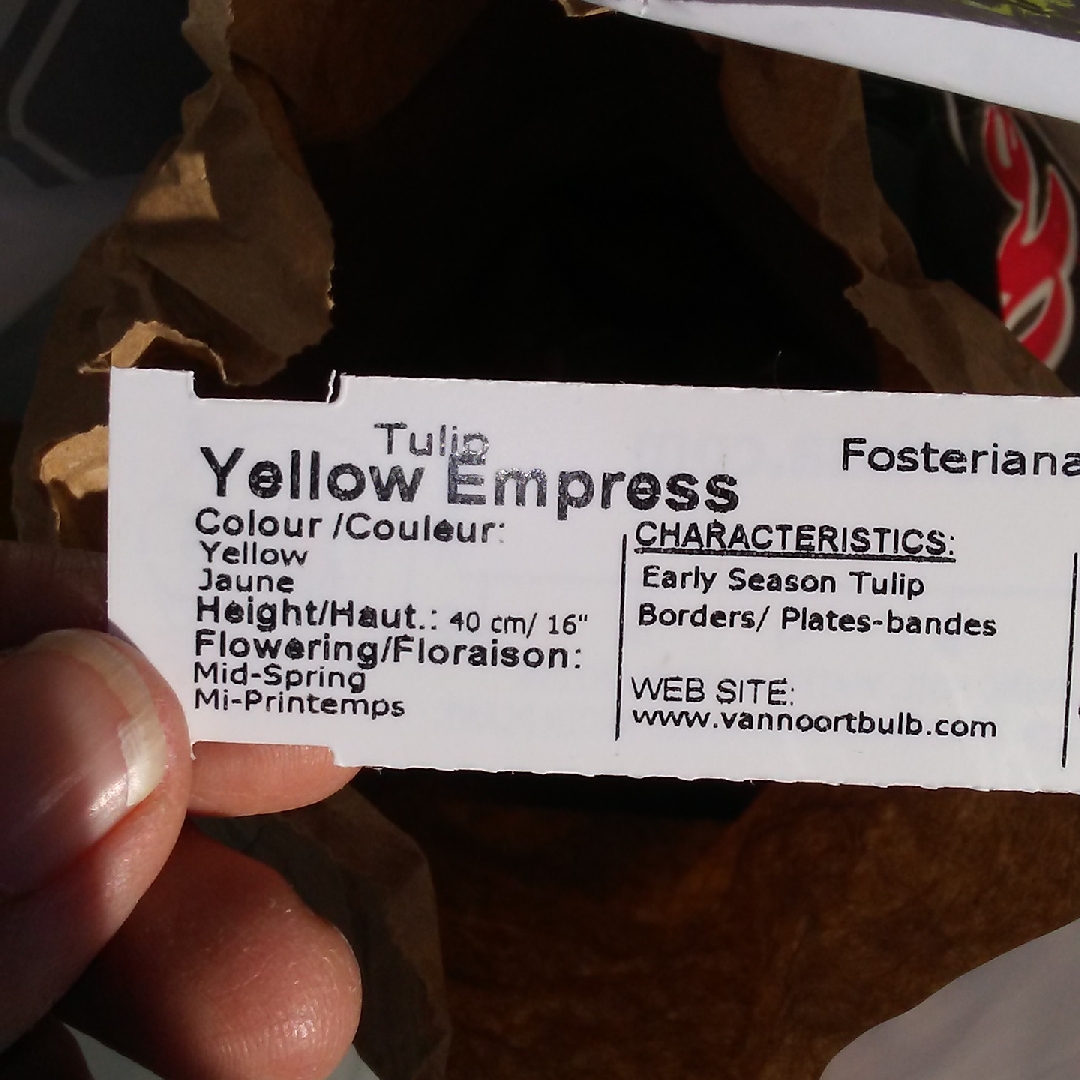 Tulip
Yellow Empress
Fosteriana
Colour /Couleur:
Yellow
Jaune
Height/Haut.: 40 cm/ 16"
Flowering/Floraison:
Mid-Spring
Mi-Printemps
CHARACTERISTICS:
Early Season Tulip
Borders/ Plates-bandes
WEB SITE:
www.vannoortbulb.com